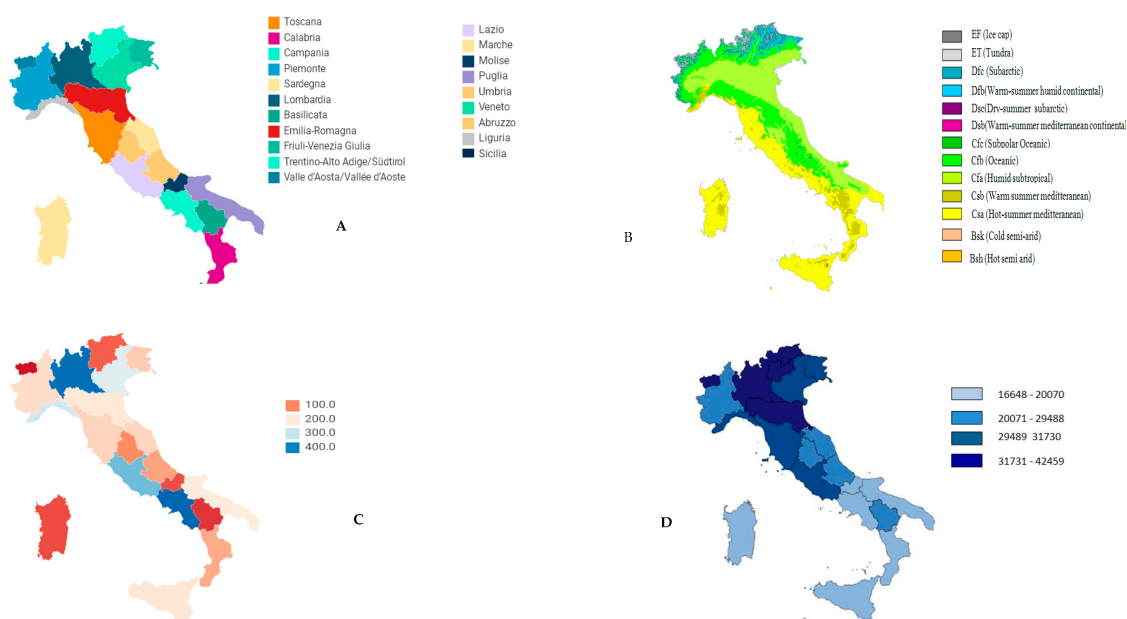 Toscana
Calabria
Campania
Piemonte
Sardegna
Lombardia
Basilicata
Emilia-Romagna
Friuli-Venezia Giulia
Trentino-Alto Adige/Südtirol
Valle d'Aosta/Vallée d'Aoste
Lazio
Marche
Molise
Puglia
Umbria
Veneto
Abruzzo
Liguria
Sicilia
A
EF (Ice cap)
ET (Tundra)
Dfc (Subarctic)
Dfb(Warm-summer humid continental)
Dsc(Drv-summer subarctic)
Dsb(Warm-summer mediterranean continental
Cfc (Subpolar Oceanic)
Cfb (Oceanic)
Cfa (Humid subtropical)
Csb (Warm summer meditteranean)
Csa (Hot-summer meditterranean)
Bsk (Cold semi-arid)
Bsh (Hot semi arid)
B
100.0
200.0
300.0
400.0
C
16648 - 20070
20071 - 29488
29489 31730
31731 - 42459
D